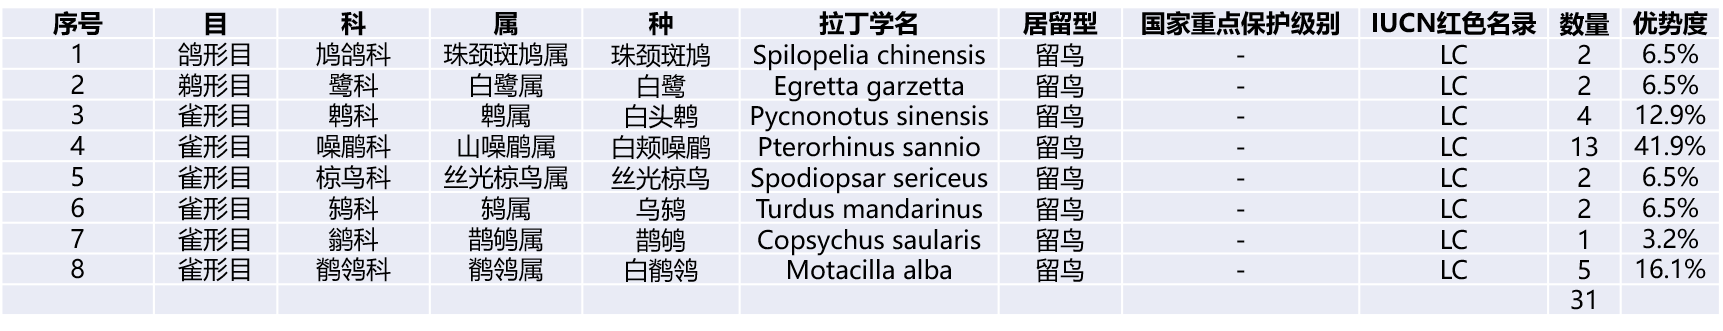 序号 目 科 属 种 拉丁学名 居留型 国家重点保护级别 IUCN红色名录 数量 优势度
1 鸽形目 鸠鸽科 珠颈斑鸠属 珠颈斑鸠 Spilopelia chinensis 留鸟 - LC 2 6.5%
2 鹈形目 鹭科 白鹭属 白鹭 Egretta garzetta 留鸟 - LC 2 6.5%
3 雀形目 鹎科 鹎属 白头鹎 Pycnonotus sinensis 留鸟 - LC 4 12.9%
4 雀形目 噪鹛科 山噪鹛属 白颊噪鹛 Pterorhinus sannio 留鸟 - LC 13 41.9%
5 雀形目 椋鸟科 丝光椋鸟属 丝光椋鸟 Spodiopsar sericeus 留鸟 - LC 2 6.5%
6 雀形目 鸫科 鸫属 乌鸫 Turdus mandarinus 留鸟 - LC 2 6.5%
7 雀形目 鹟科 鹊鸲属 鹊鸲 Copsychus saularis 留鸟 - LC 1 3.2%
8 雀形目 鹡鸰科 鹡鸰属 白鹡鸰 Motacilla alba 留鸟 - LC 5 16.1%
31